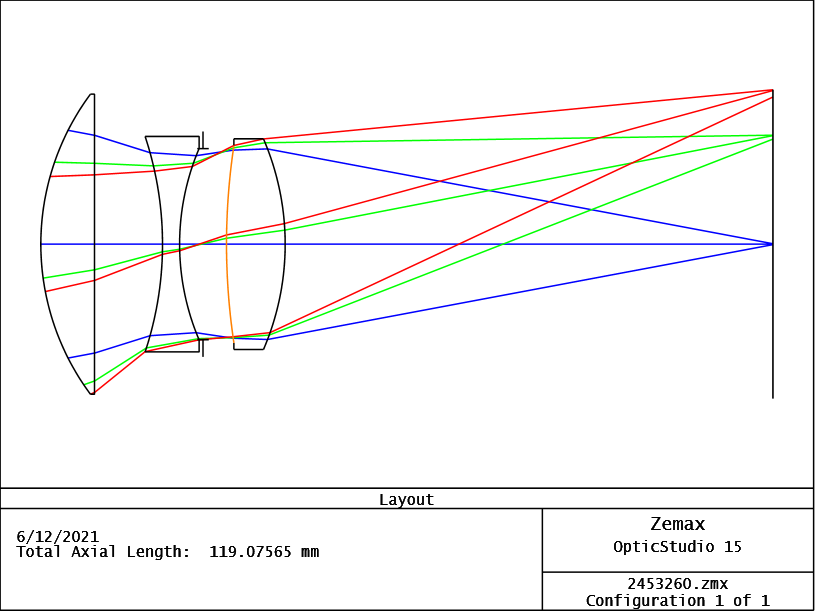 Layout
6/12/2021
Total Axial Length:  119.07565 mm
Zemax
OpticStudio 15
2453260.zmx
Configuration 1 of 1